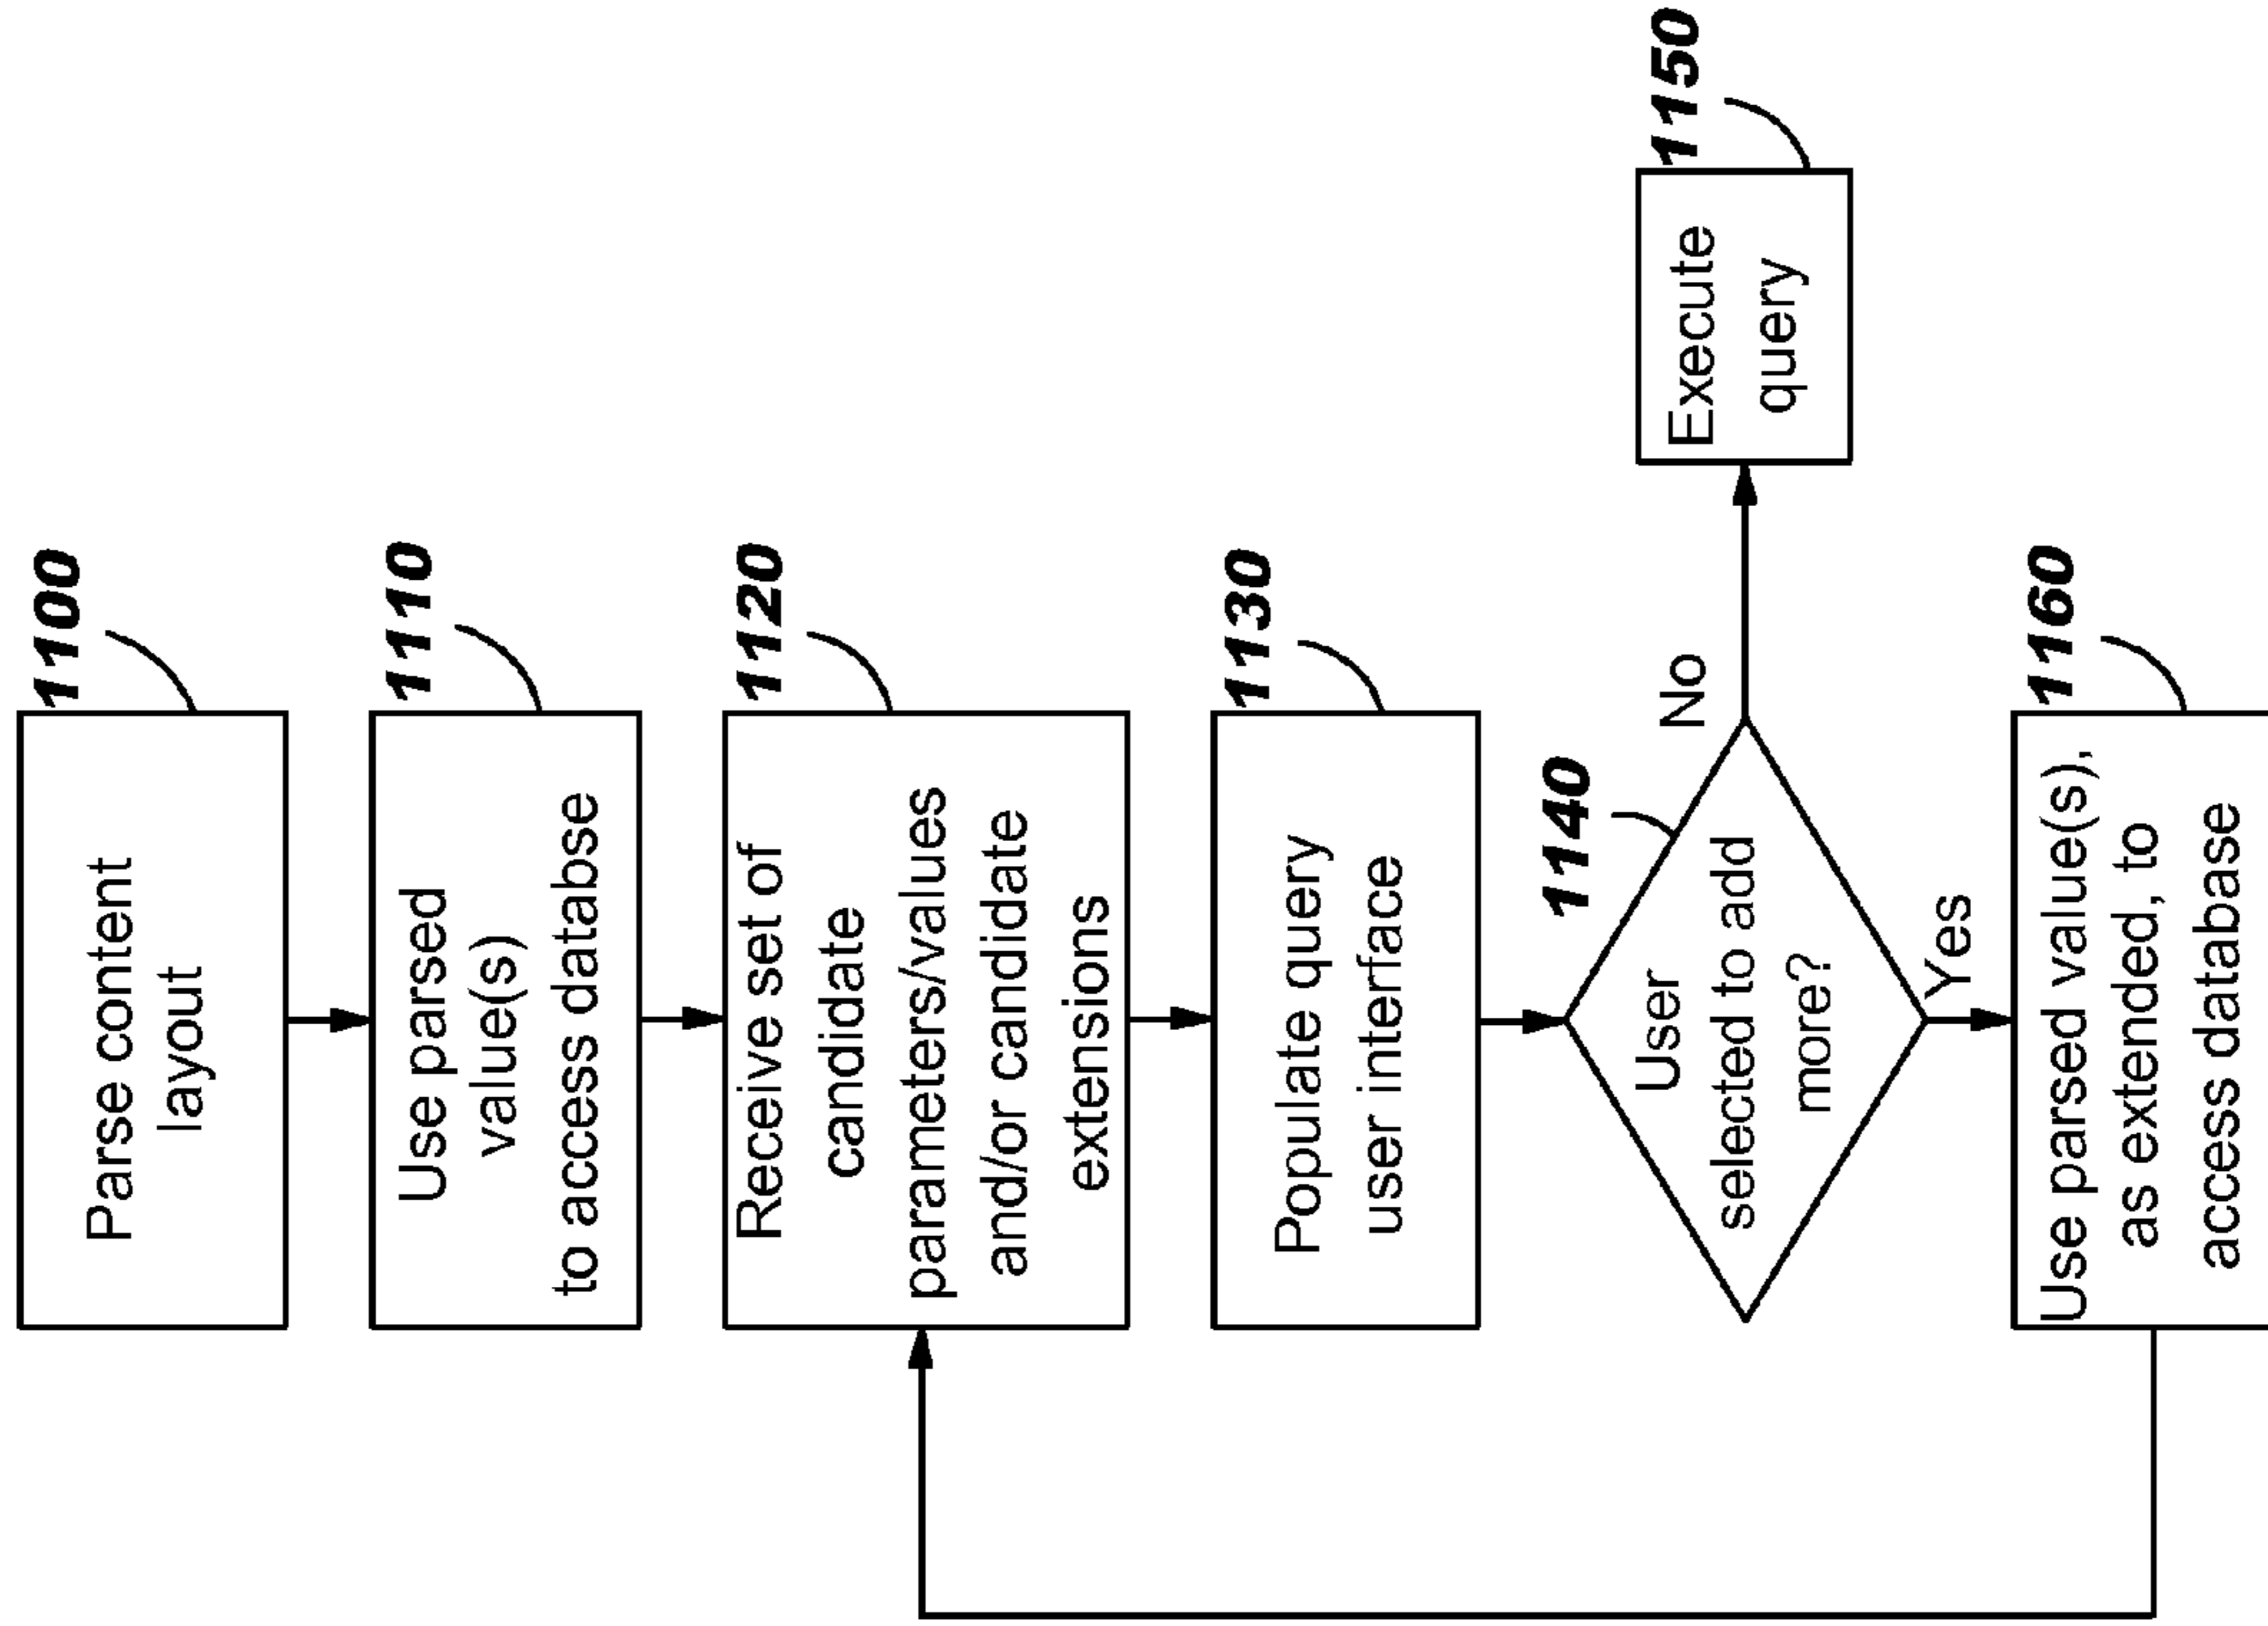 1100
Parse content
layout
1110
Use parsed
value(s)
to access databse
1120
Receive set of
candidate
parameters/values
and/or candidate
extensions
1130
Populate query
user interface
1140
User
selected to add
more?
No
1150
Execute
query
Yes
1160
Use parsed value(s),
as extended, to
access database